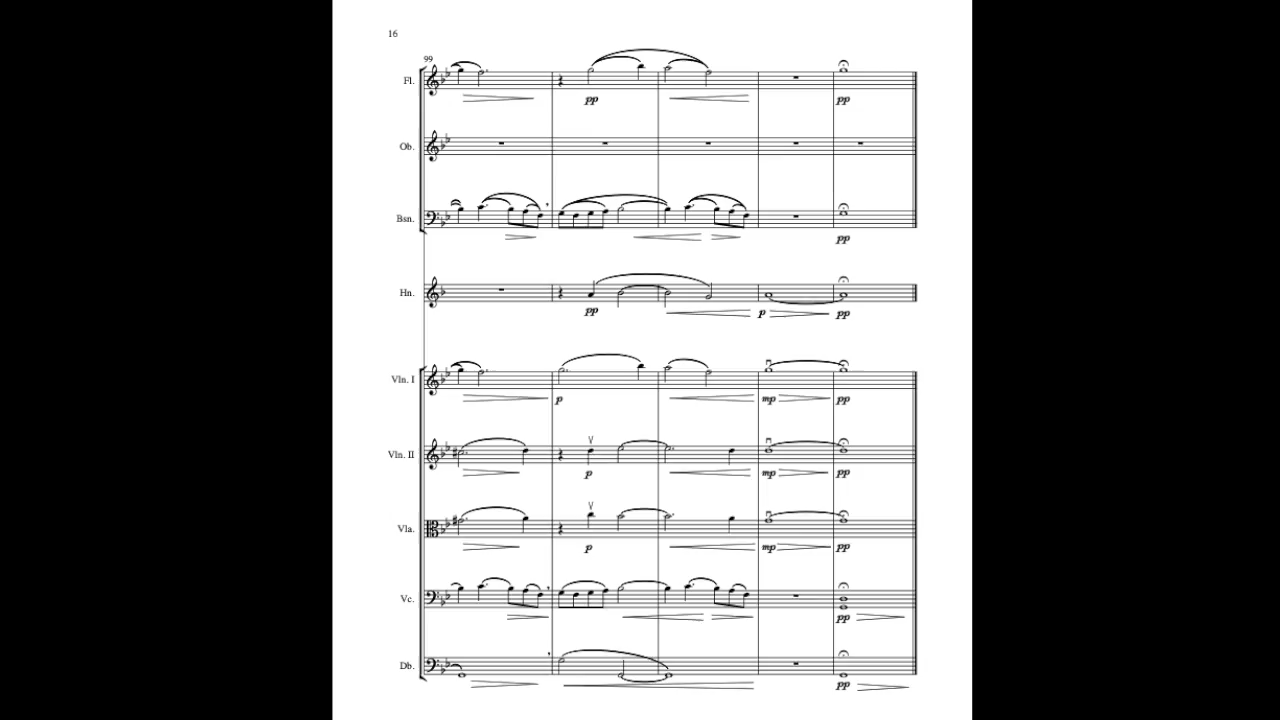 16
99
Fl.
pp
pp
Ob.
Bsn.
pp
Hn.
pp p pp
Vln. I
p mp pp
Vln. II
p mp pp
Vla.
p mp pp
Vc.
pp
Db.
pp